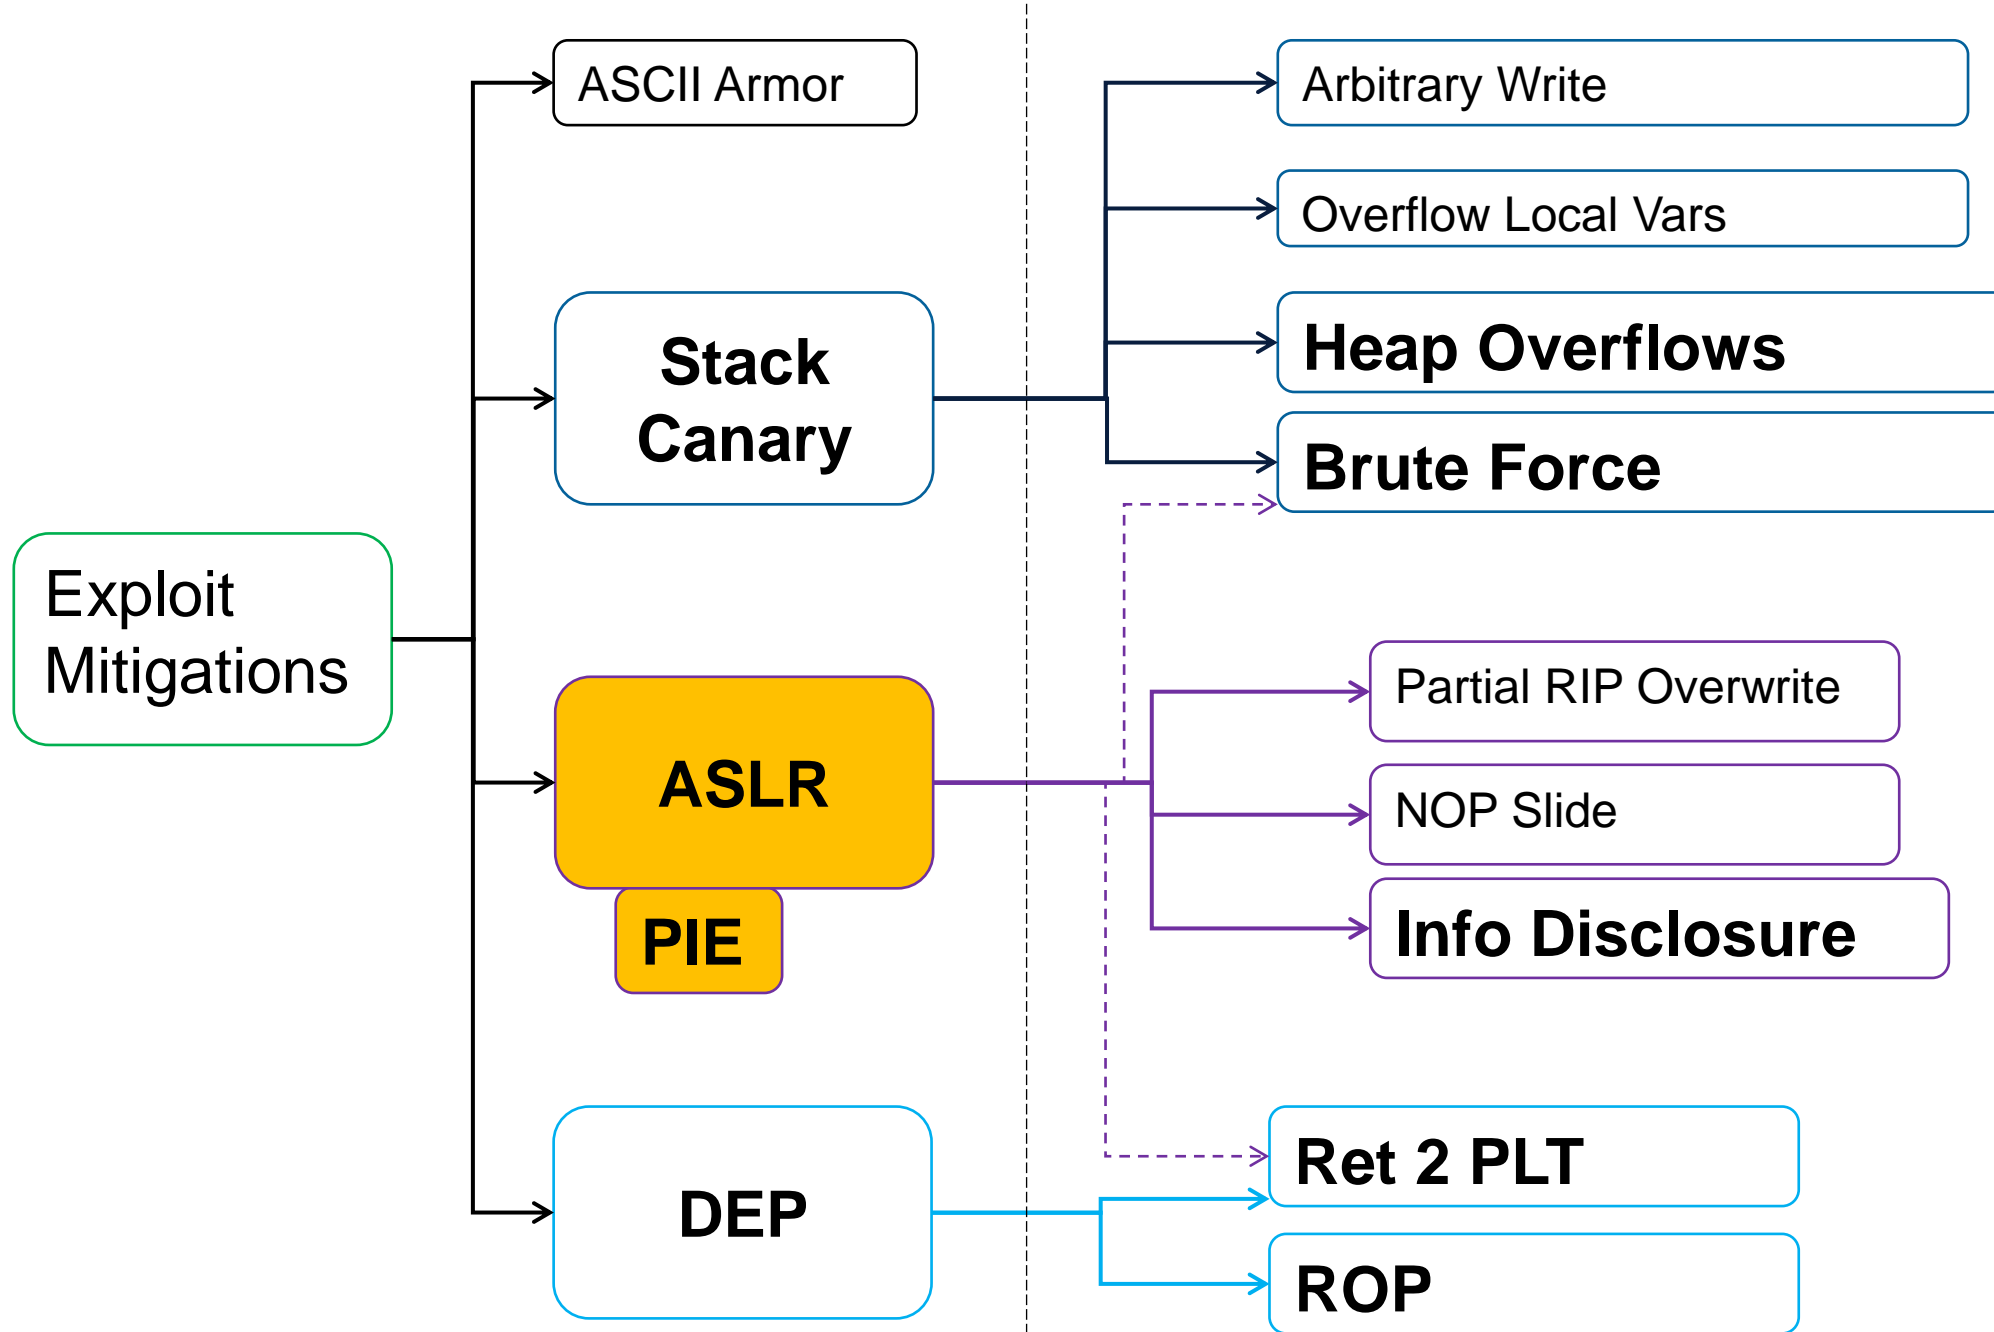 ASCII Armor
Arbitrary Write
Overflow Local Vars
Stack
Canary
Heap Overflows
Brute Force
Exploit
Mitigations
ASLR
PIE
Partial RIP Overwrite
NOP Slide
Info Disclosure
DEP
Ret 2 PLT
ROP